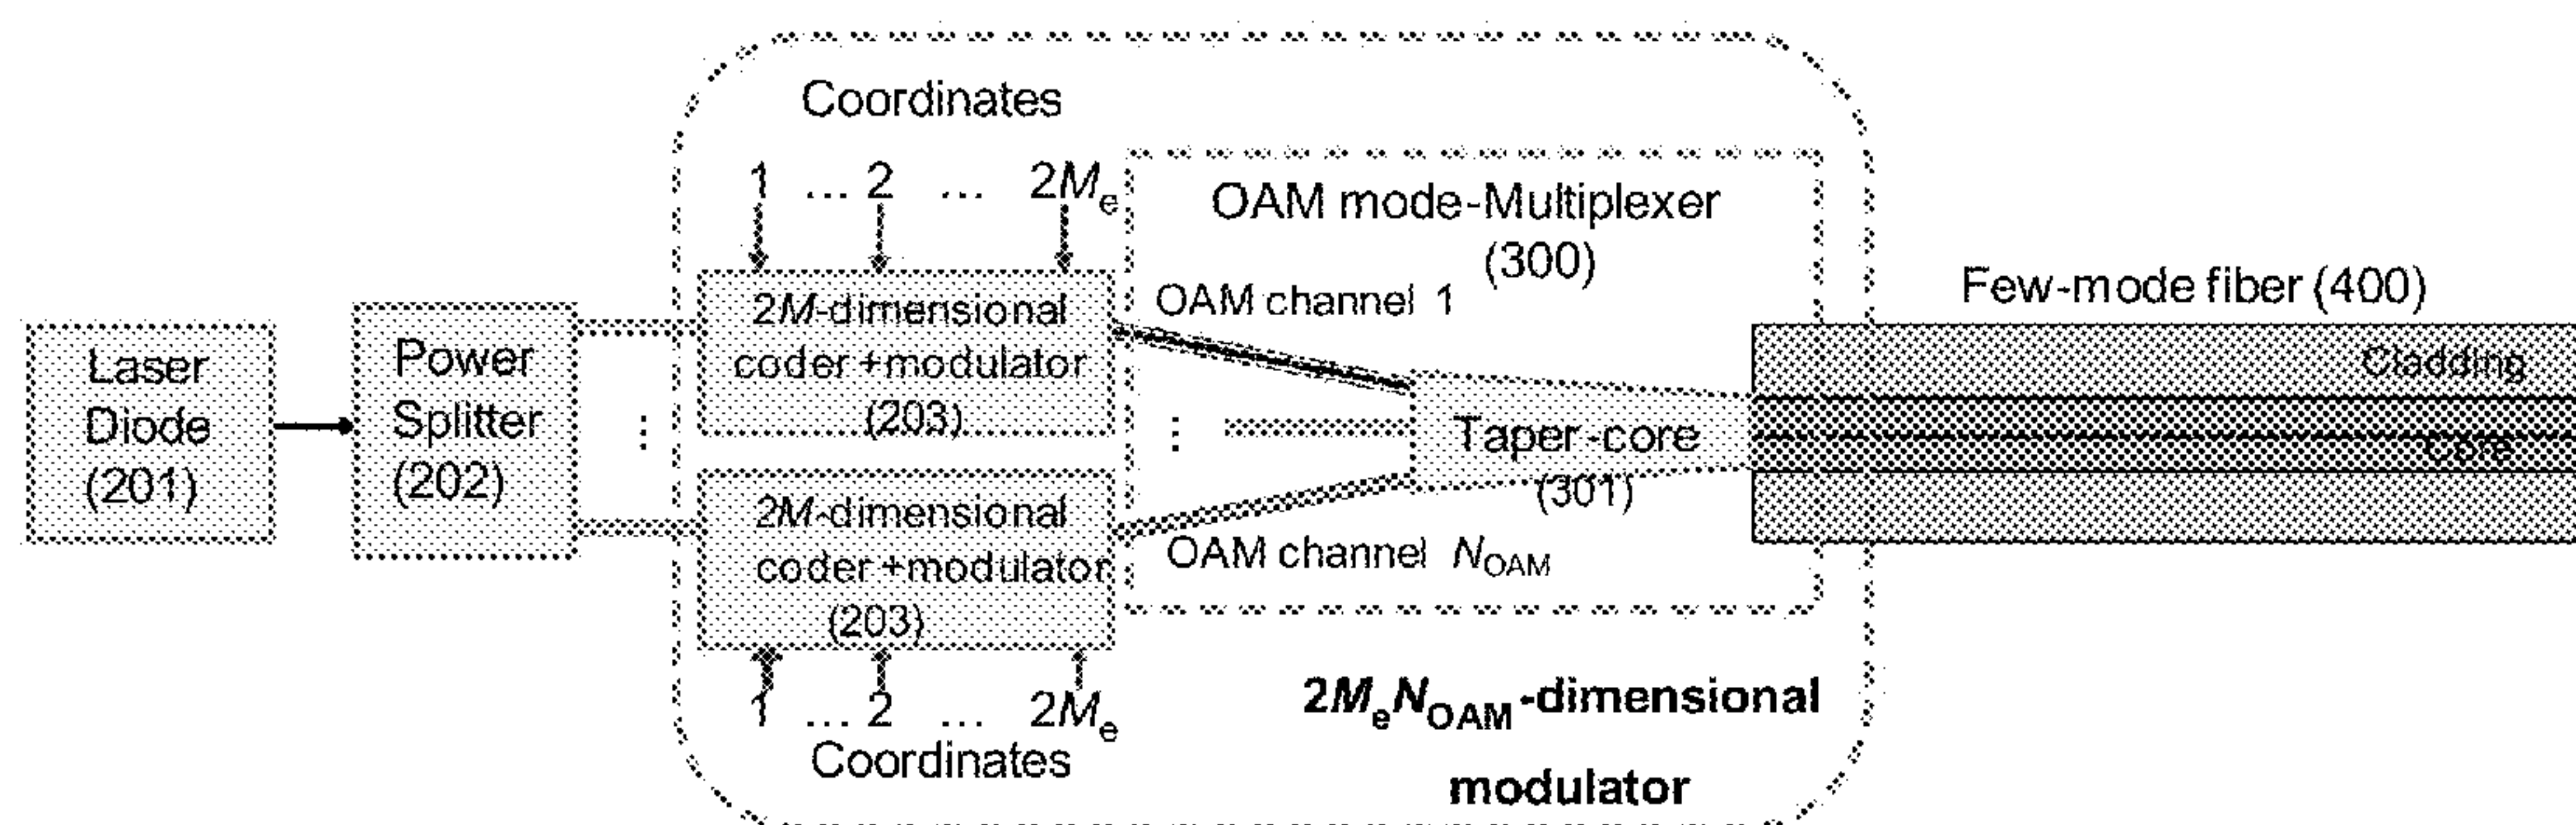 Coordinates
1 ... 2 ... 2Me
OAM mode-Multiplexer
(300)
Laser
Diode
(201)
Power
Splitter
(202)
⋮
2M-dimensional
coder +modulator
(203)
2M-dimensional
coder +modulator
(203)
OAM channel 1
⋮
Taper-core
(301)
OAM channel NOAM
Few-mode fiber (400)
Cladding
Core
1 ... 2 ... 2Me
Coordinates
2MeNOAM-dimensional
modulator